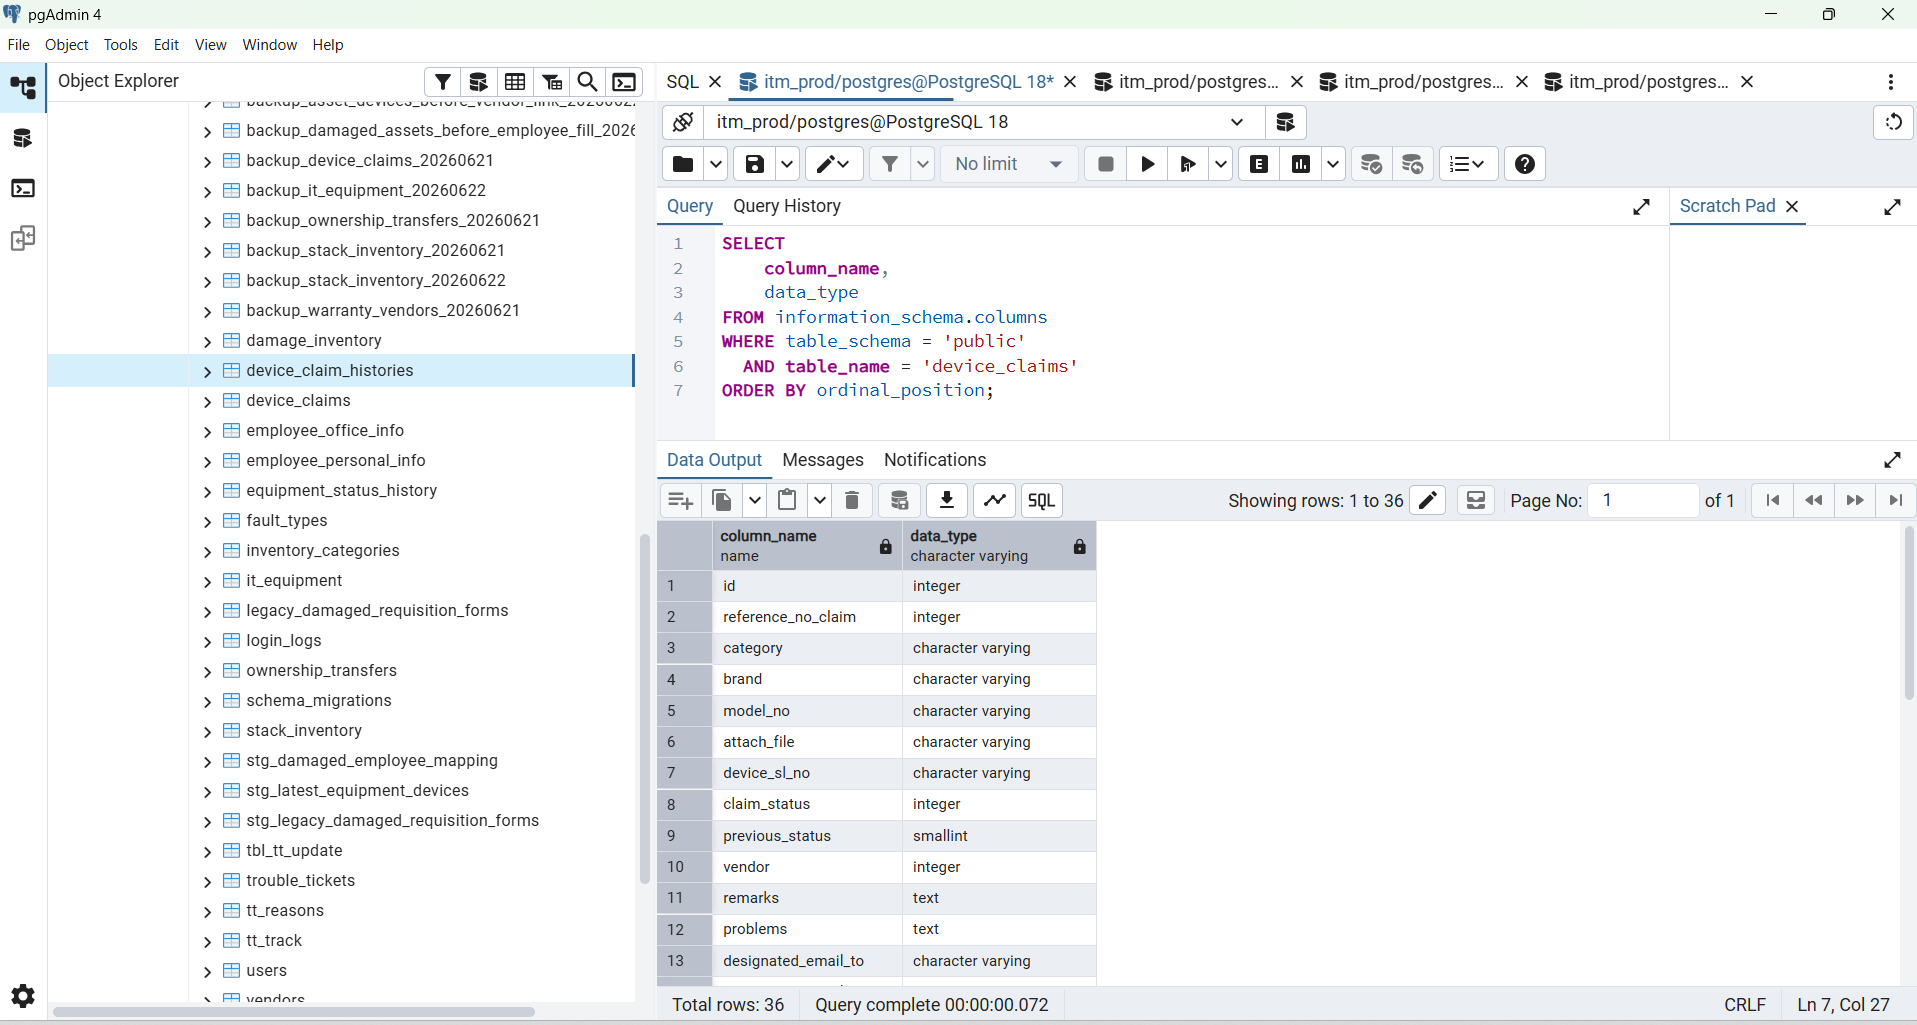 pgAdmin 4
File Object Tools Edit View Window Help
Object Explorer
backup_asset_devices_before_vendor_link_2026062
backup_damaged_assets_before_employee_fill_2026
backup_device_claims_20260621
backup_it_equipment_20260622
backup_ownership_transfers_20260621
backup_stack_inventory_20260621
backup_stack_inventory_20260622
backup_warranty_vendors_20260621
damage_inventory
device_claim_histories
device_claims
employee_office_info
employee_personal_info
equipment_status_history
fault_types
inventory_categories
it_equipment
legacy_damaged_requisition_forms
login_logs
ownership_transfers
schema_migrations
stack_inventory
stg_damaged_employee_mapping
stg_latest_equipment_devices
stg_legacy_damaged_requisition_forms
tbl_tt_update
trouble_tickets
tt_reasons
tt_track
users
vendors
SQL itm_prod/postgres@PostgreSQL 18* itm_prod/postgres... itm_prod/postgres... itm_prod/postgres...
itm_prod/postgres@PostgreSQL 18
No limit
E
Query Query History
Scratch Pad
1 SELECT
2 column_name,
3 data_type
4 FROM information_schema.columns
5 WHERE table_schema = 'public'
6 AND table_name = 'device_claims'
7 ORDER BY ordinal_position;
Data Output Messages Notifications
SQL Showing rows: 1 to 36 Page No: 1 of 1
column_name data_type
name character varying
1 id integer
2 reference_no_claim integer
3 category character varying
4 brand character varying
5 model_no character varying
6 attach_file character varying
7 device_sl_no character varying
8 claim_status integer
9 previous_status smallint
10 vendor integer
11 remarks text
12 problems text
13 designated_email_to character varying
Total rows: 36 Query complete 00:00:00.072 CRLF Ln 7, Col 27